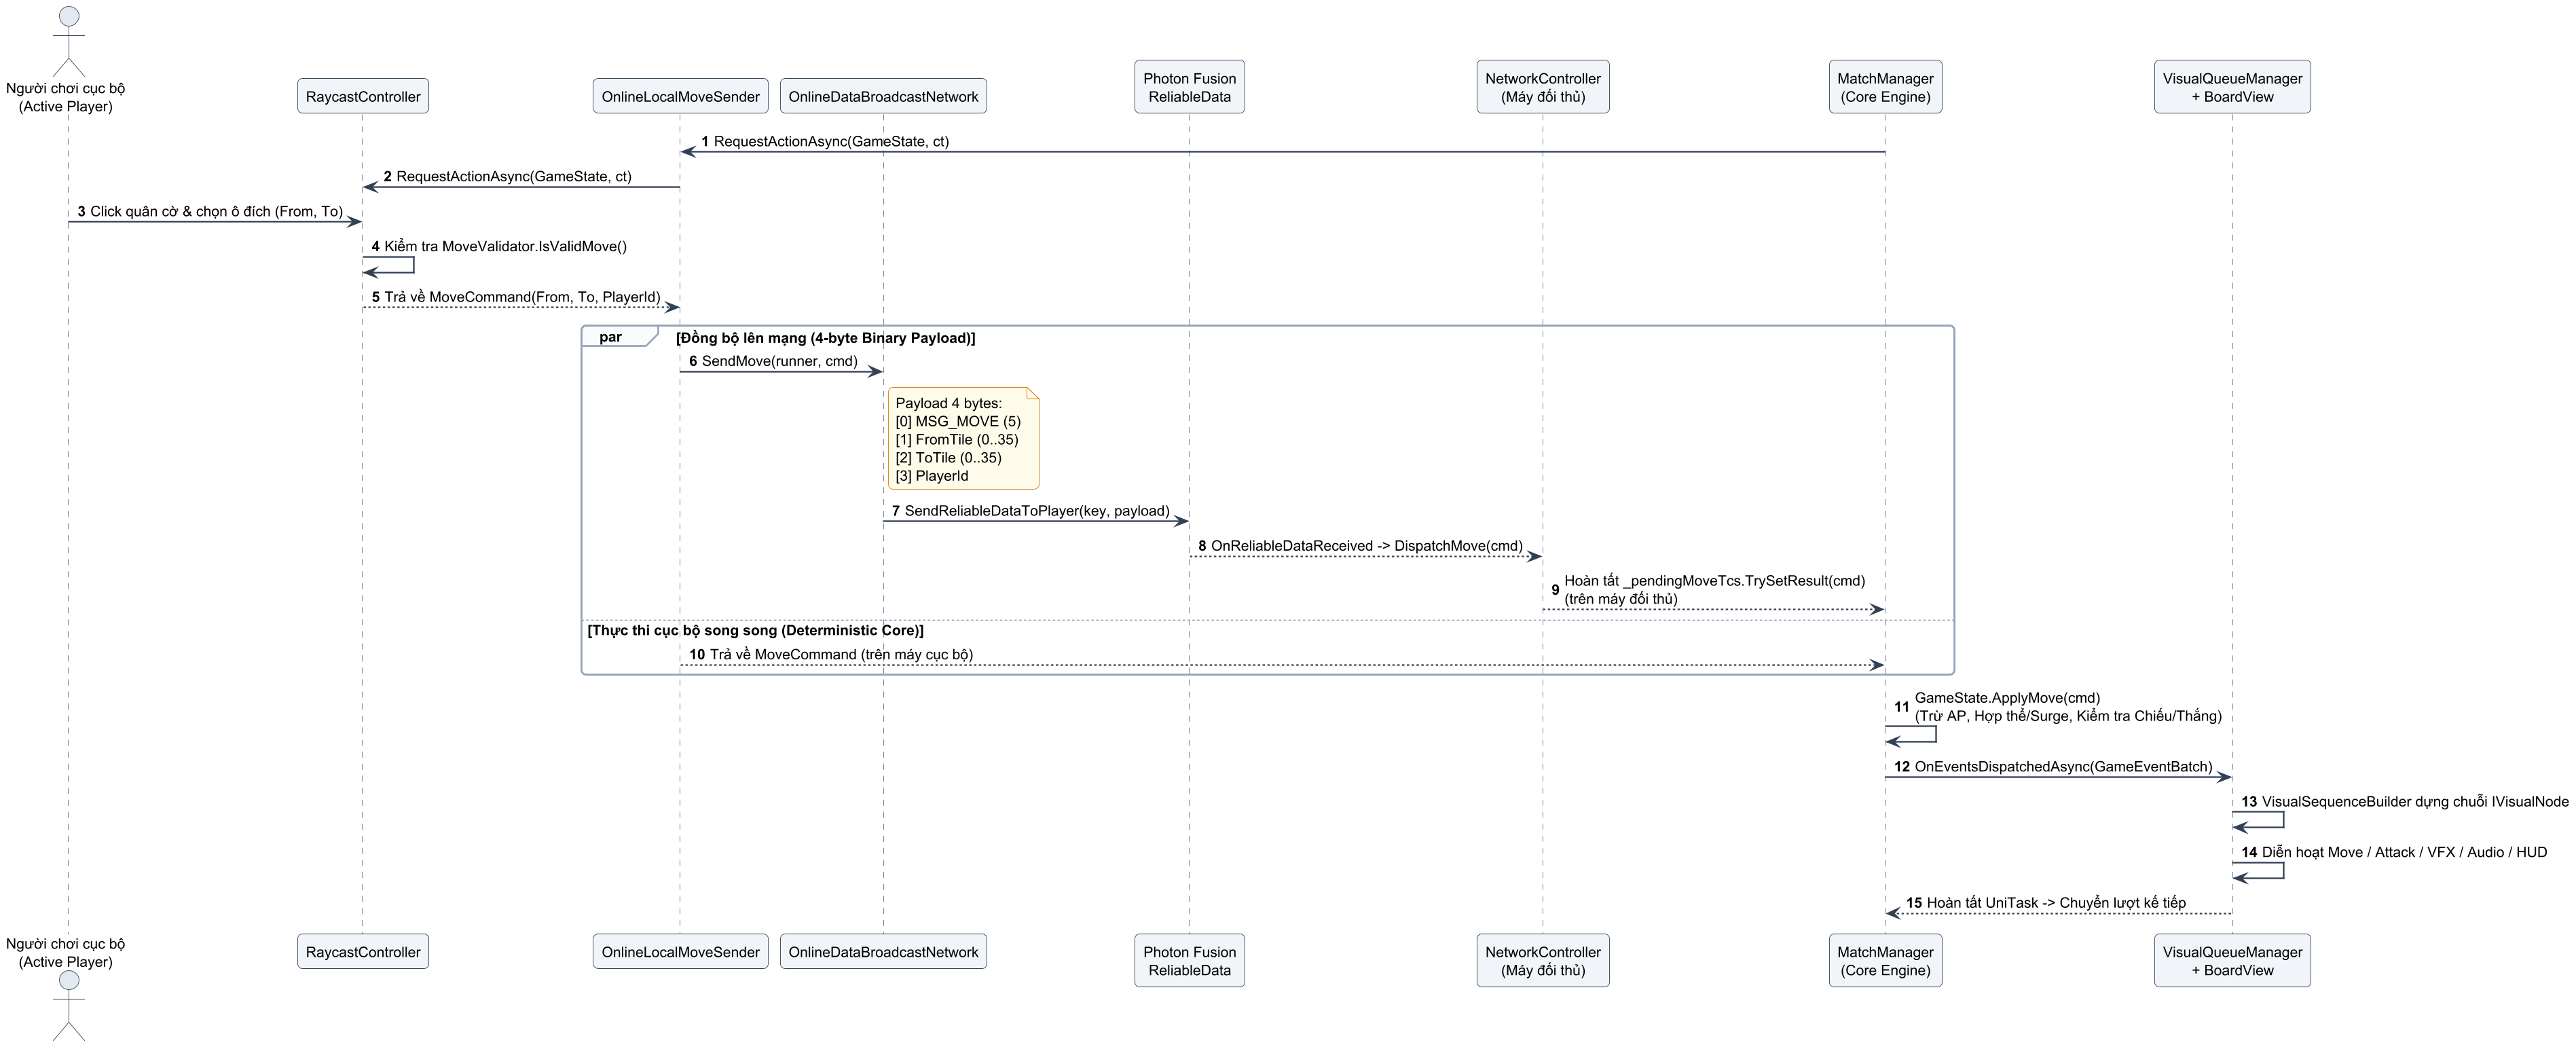 Người chơi cục bộ
(Active Player)
RaycastController
OnlineLocalMoveSender
OnlineDataBroadcastNetwork
Photon Fusion
ReliableData
NetworkController
(Máy đối thủ)
MatchManager
(Core Engine)
VisualQueueManager
+ BoardView
1 RequestActionAsync(GameState, ct)
2 RequestActionAsync(GameState, ct)
3 Click quân cờ & chọn ô đích (From, To)
4 Kiểm tra MoveValidator.IsValidMove()
5 Trả về MoveCommand(From, To, PlayerId)
par [Đồng bộ lên mạng (4-byte Binary Payload)]
6 SendMove(runner, cmd)
Payload 4 bytes:
[0] MSG_MOVE (5)
[1] FromTile (0..35)
[2] ToTile (0..35)
[3] PlayerId
7 SendReliableDataToPlayer(key, payload)
8 OnReliableDataReceived -> DispatchMove(cmd)
9 Hoàn tất _pendingMoveTcs.TrySetResult(cmd)
(trên máy đối thủ)
[Thực thi cục bộ song song (Deterministic Core)]
10 Trả về MoveCommand (trên máy cục bộ)
11 GameState.ApplyMove(cmd)
(Trừ AP, Hợp thể/Surge, Kiểm tra Chiếu/Thắng)
12 OnEventsDispatchedAsync(GameEventBatch)
13 VisualSequenceBuilder dựng chuỗi IVisualNode
14 Diễn hoạt Move / Attack / VFX / Audio / HUD
15 Hoàn tất UniTask -> Chuyển lượt kế tiếp
Người chơi cục bộ
(Active Player)
RaycastController
OnlineLocalMoveSender
OnlineDataBroadcastNetwork
Photon Fusion
ReliableData
NetworkController
(Máy đối thủ)
MatchManager
(Core Engine)
VisualQueueManager
+ BoardView